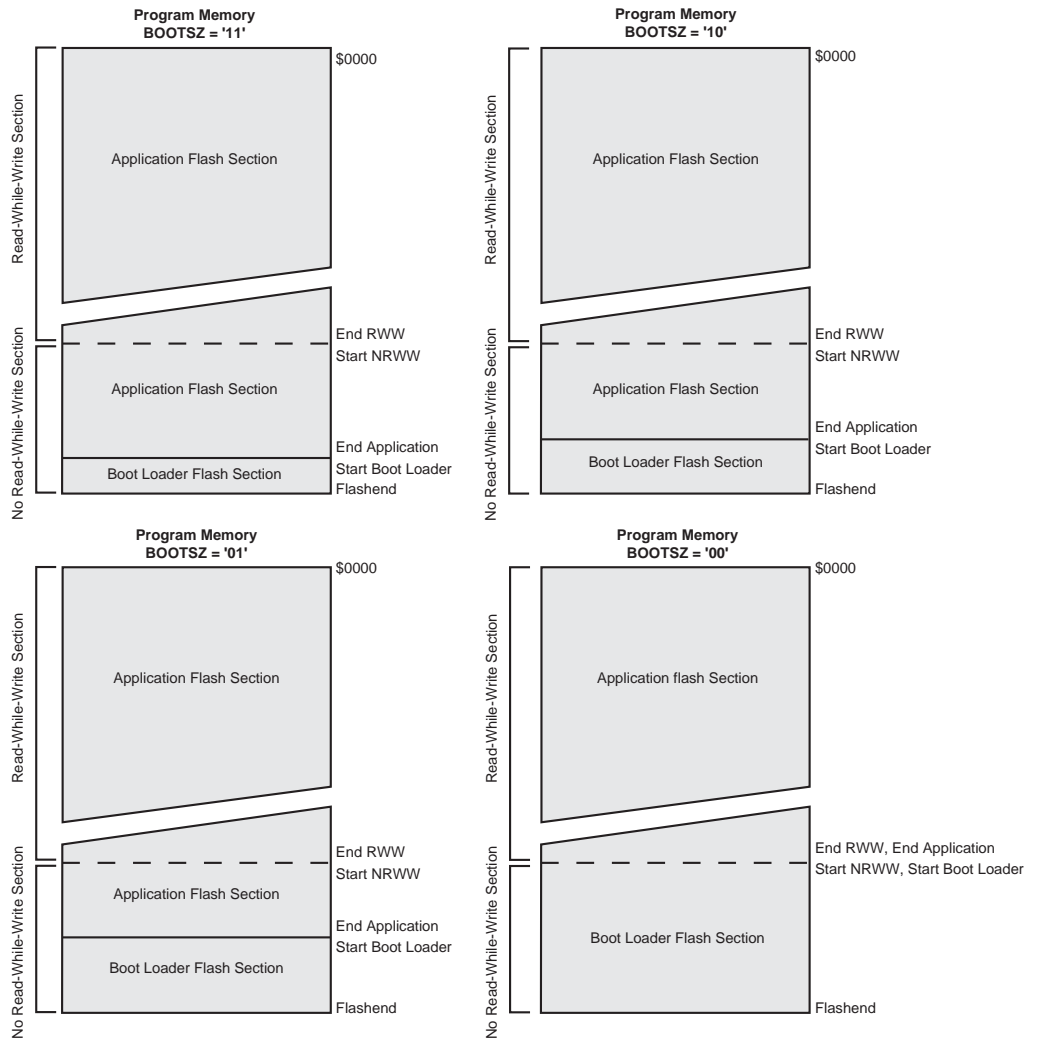 Program Memory
BOOTSZ = '11'
$0000
Read-While-Write Section
Application Flash Section
End RWW
Start NRWW
No Read-While-Write Section
Application Flash Section
End Application
Start Boot Loader
Boot Loader Flash Section
Flashend
Program Memory
BOOTSZ = '10'
$0000
Read-While-Write Section
Application Flash Section
End RWW
Start NRWW
No Read-While-Write Section
Application Flash Section
End Application
Start Boot Loader
Boot Loader Flash Section
Flashend
Program Memory
BOOTSZ = '01'
$0000
Read-While-Write Section
Application Flash Section
End RWW
Start NRWW
No Read-While-Write Section
Application Flash Section
End Application
Start Boot Loader
Boot Loader Flash Section
Flashend
Program Memory
BOOTSZ = '00'
$0000
Read-While-Write Section
Application flash Section
End RWW, End Application
Start NRWW, Start Boot Loader
No Read-While-Write Section
Boot Loader Flash Section
Flashend